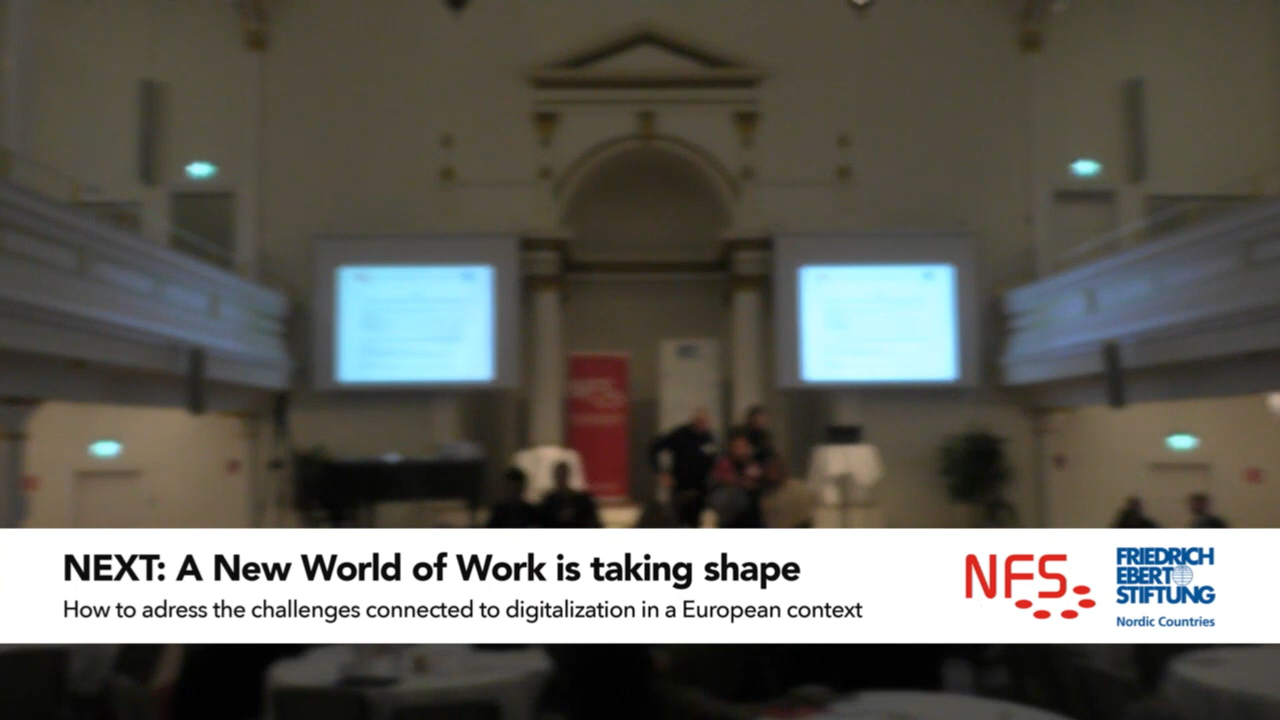 NFS
NEXT: A New World of Work is taking shape
How to adress the challenges connected to digitalization in a European context
NFS
FRIEDRICH
EBERT
STIFTUNG
Nordic Countries